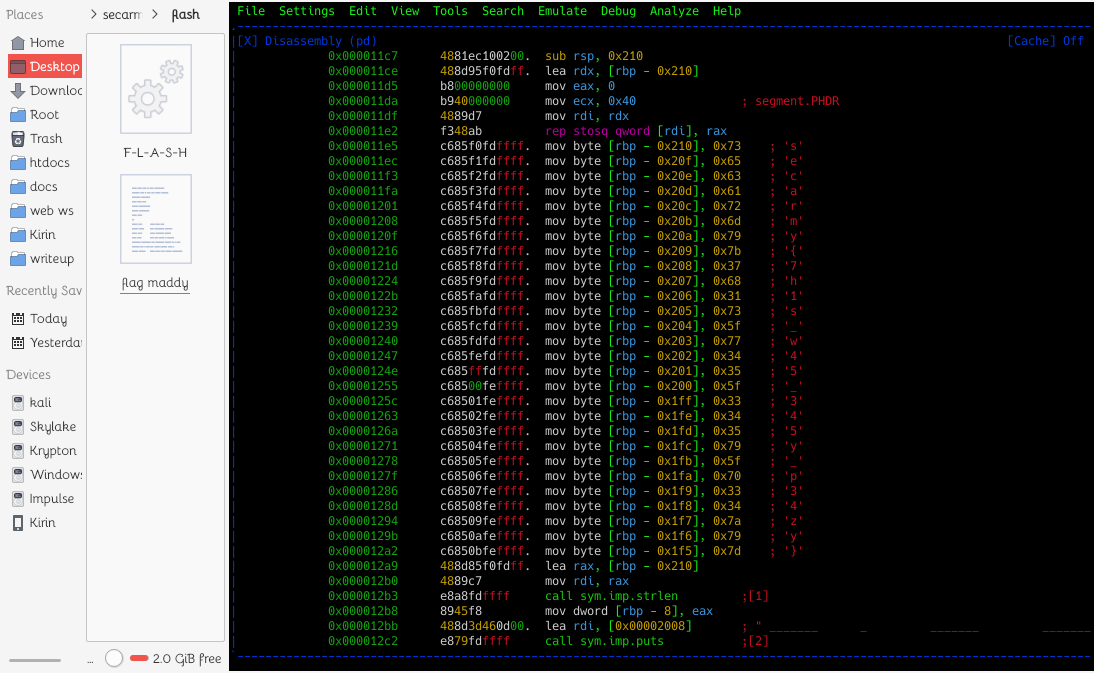 Places
secarm
flash
Home
Desktop
Downloa
Root
Trash
htdocs
docs
web ws
Kirin
writeup
Recently Sav
Today
Yesterda
Devices
kali
Skylake
Krypton
Windows
Impulse
Kirin
F-L-A-S-H
flag maddy
... 2.0 GiB free
File Settings Edit View Tools Search Emulate Debug Analyze Help
[X] Disassembly (pd) [Cache] Off
0x000011c7 4881ec100200. sub rsp, 0x210
0x000011ce 488d95f0fdff. lea rdx, [rbp - 0x210]
0x000011d5 b800000000 mov eax, 0
0x000011da b940000000 mov ecx, 0x40 ; segment.PHDR
0x000011df 4889d7 mov rdi, rdx
0x000011e2 f348ab rep stosq qword [rdi], rax
0x000011e5 c685f0fdffff. mov byte [rbp - 0x210], 0x73 ; 's'
0x000011ec c685f1fdffff. mov byte [rbp - 0x20f], 0x65 ; 'e'
0x000011f3 c685f2fdffff. mov byte [rbp - 0x20e], 0x63 ; 'c'
0x000011fa c685f3fdffff. mov byte [rbp - 0x20d], 0x61 ; 'a'
0x00001201 c685f4fdffff. mov byte [rbp - 0x20c], 0x72 ; 'r'
0x00001208 c685f5fdffff. mov byte [rbp - 0x20b], 0x6d ; 'm'
0x0000120f c685f6fdffff. mov byte [rbp - 0x20a], 0x79 ; 'y'
0x00001216 c685f7fdffff. mov byte [rbp - 0x209], 0x7b ; '{'
0x0000121d c685f8fdffff. mov byte [rbp - 0x208], 0x37 ; '7'
0x00001224 c685f9fdffff. mov byte [rbp - 0x207], 0x68 ; 'h'
0x0000122b c685fafdffff. mov byte [rbp - 0x206], 0x31 ; '1'
0x00001232 c685fbfdffff. mov byte [rbp - 0x205], 0x73 ; 's'
0x00001239 c685fcfdffff. mov byte [rbp - 0x204], 0x5f ; '_'
0x00001240 c685fdfdffff. mov byte [rbp - 0x203], 0x77 ; 'w'
0x00001247 c685fefdffff. mov byte [rbp - 0x202], 0x34 ; '4'
0x0000124e c685fffdffff. mov byte [rbp - 0x201], 0x35 ; '5'
0x00001255 c68500feffff. mov byte [rbp - 0x200], 0x5f ; '_'
0x0000125c c68501feffff. mov byte [rbp - 0x1ff], 0x33 ; '3'
0x00001263 c68502feffff. mov byte [rbp - 0x1fe], 0x34 ; '4'
0x0000126a c68503feffff. mov byte [rbp - 0x1fd], 0x35 ; '5'
0x00001271 c68504feffff. mov byte [rbp - 0x1fc], 0x79 ; 'y'
0x00001278 c68505feffff. mov byte [rbp - 0x1fb], 0x5f ; '_'
0x0000127f c68506feffff. mov byte [rbp - 0x1fa], 0x70 ; 'p'
0x00001286 c68507feffff. mov byte [rbp - 0x1f9], 0x33 ; '3'
0x0000128d c68508feffff. mov byte [rbp - 0x1f8], 0x34 ; '4'
0x00001294 c68509feffff. mov byte [rbp - 0x1f7], 0x7a ; 'z'
0x0000129b c6850afeffff. mov byte [rbp - 0x1f6], 0x79 ; 'y'
0x000012a2 c6850bfeffff. mov byte [rbp - 0x1f5], 0x7d ; '}'
0x000012a9 488d85f0fdff. lea rax, [rbp - 0x210]
0x000012b0 4889c7 mov rdi, rax
0x000012b3 e8a8fdffff call sym.imp.strlen ;[1]
0x000012b8 8945f8 mov dword [rbp - 8], eax
0x000012bb 488d3d460d00. lea rdi, [0x00002008] ; " _______ _ _______ _______
0x000012c2 e879fdffff call sym.imp.puts ;[2]